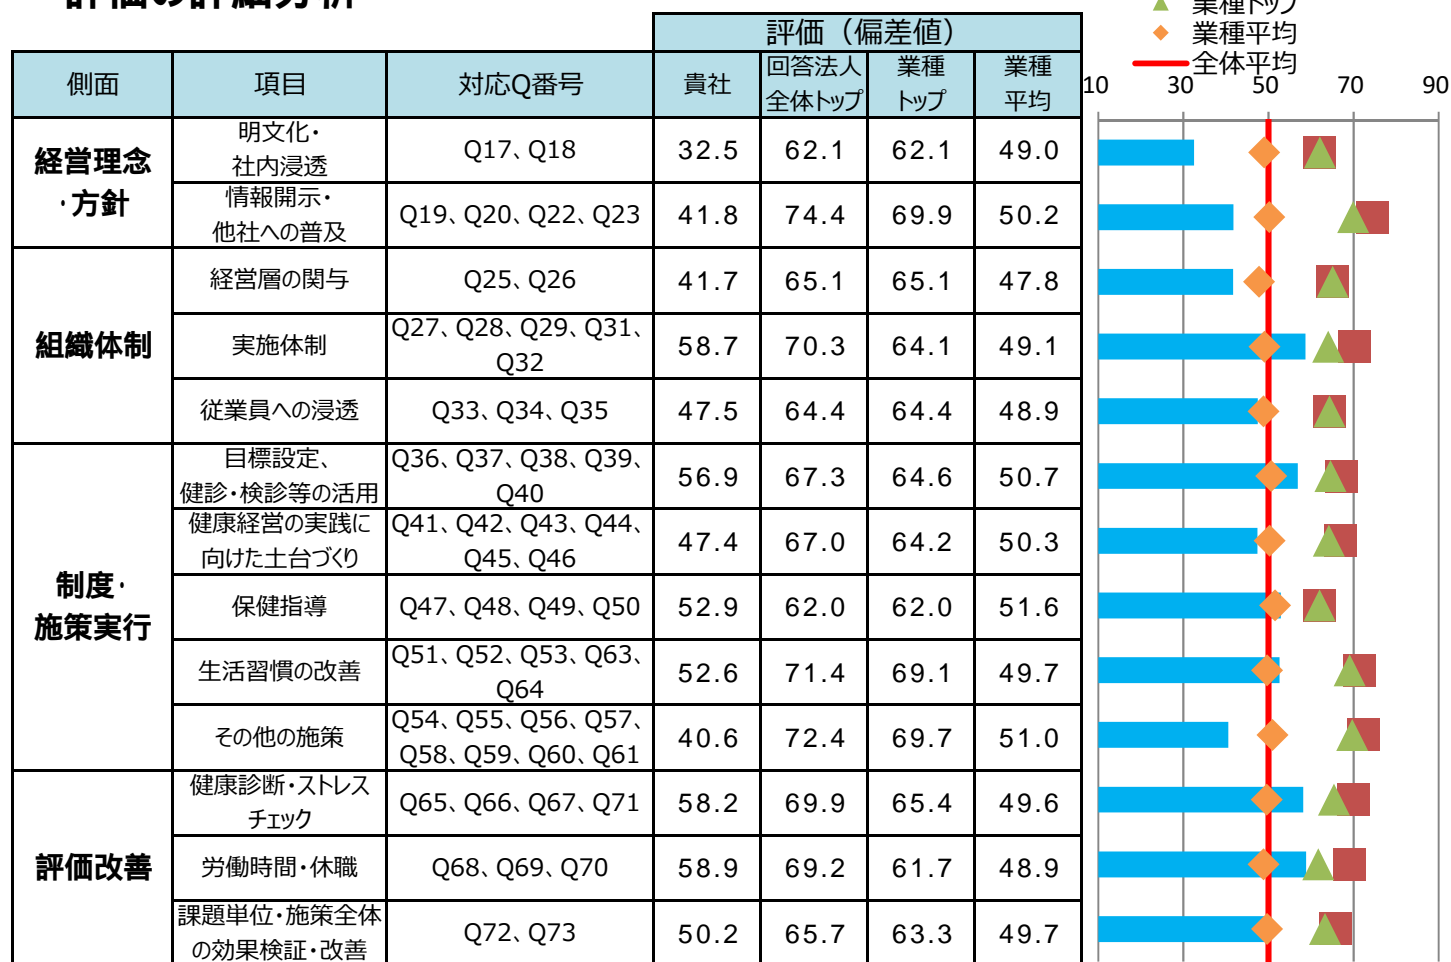 評価の詳細分析
業種トップ
業種平均
全体平均
評価（偏差値）
側面 項目 対応Q番号 貴社 回答法人全体トップ 業種トップ 業種平均
10 30 50 70 90
経営理念・方針
明文化・社内浸透 Q17、Q18 32.5 62.1 62.1 49.0
情報開示・他社への普及 Q19、Q20、Q22、Q23 41.8 74.4 69.9 50.2
組織体制
経営層の関与 Q25、Q26 41.7 65.1 65.1 47.8
実施体制 Q27、Q28、Q29、Q31、Q32 58.7 70.3 64.1 49.1
従業員への浸透 Q33、Q34、Q35 47.5 64.4 64.4 48.9
制度・施策実行
目標設定、健診・検診等の活用 Q36、Q37、Q38、Q39、Q40 56.9 67.3 64.6 50.7
健康経営の実践に向けた土台づくり Q41、Q42、Q43、Q44、Q45、Q46 47.4 67.0 64.2 50.3
保健指導 Q47、Q48、Q49、Q50 52.9 62.0 62.0 51.6
生活習慣の改善 Q51、Q52、Q53、Q63、Q64 52.6 71.4 69.1 49.7
その他の施策 Q54、Q55、Q56、Q57、Q58、Q59、Q60、Q61 40.6 72.4 69.7 51.0
評価改善
健康診断・ストレスチェック Q65、Q66、Q67、Q71 58.2 69.9 65.4 49.6
労働時間・休職 Q68、Q69、Q70 58.9 69.2 61.7 48.9
課題単位・施策全体の効果検証・改善 Q72、Q73 50.2 65.7 63.3 49.7